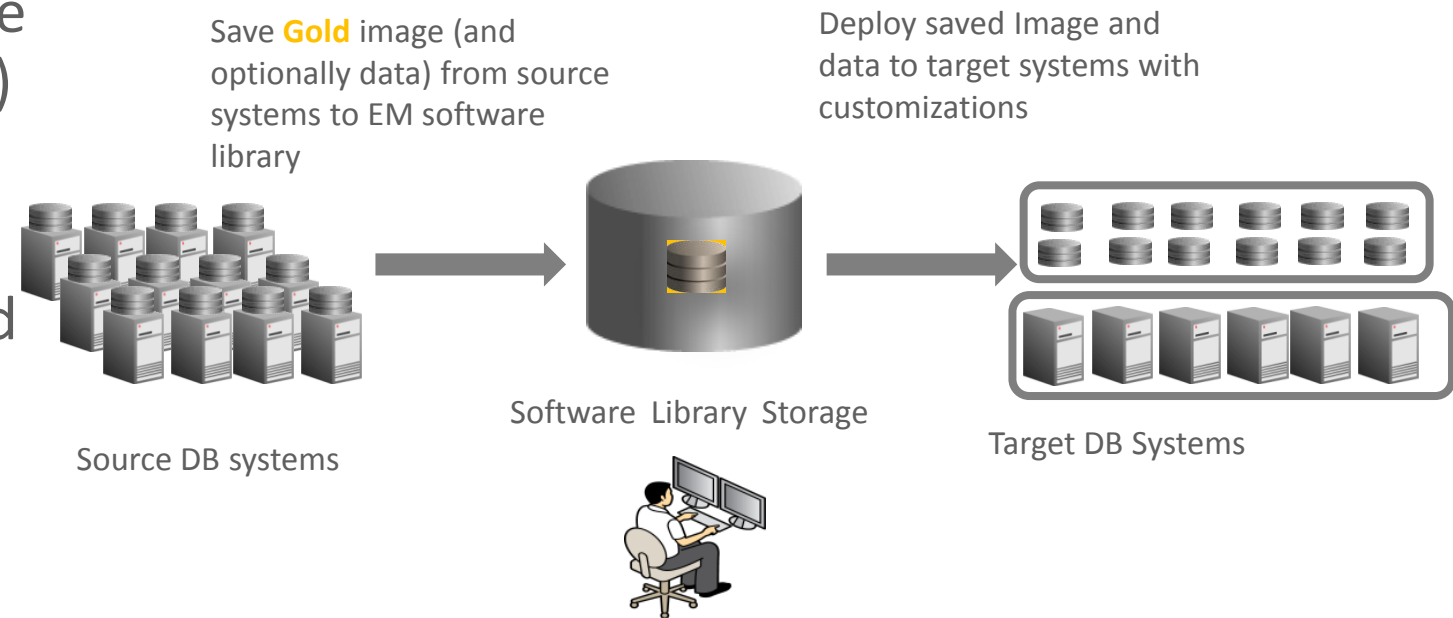 e
)
d
Save Gold image (and
optionally data) from source
systems to EM software
library
Deploy saved Image and
data to target systems with
customizations
Source DB systems
Software Library Storage
Target DB Systems